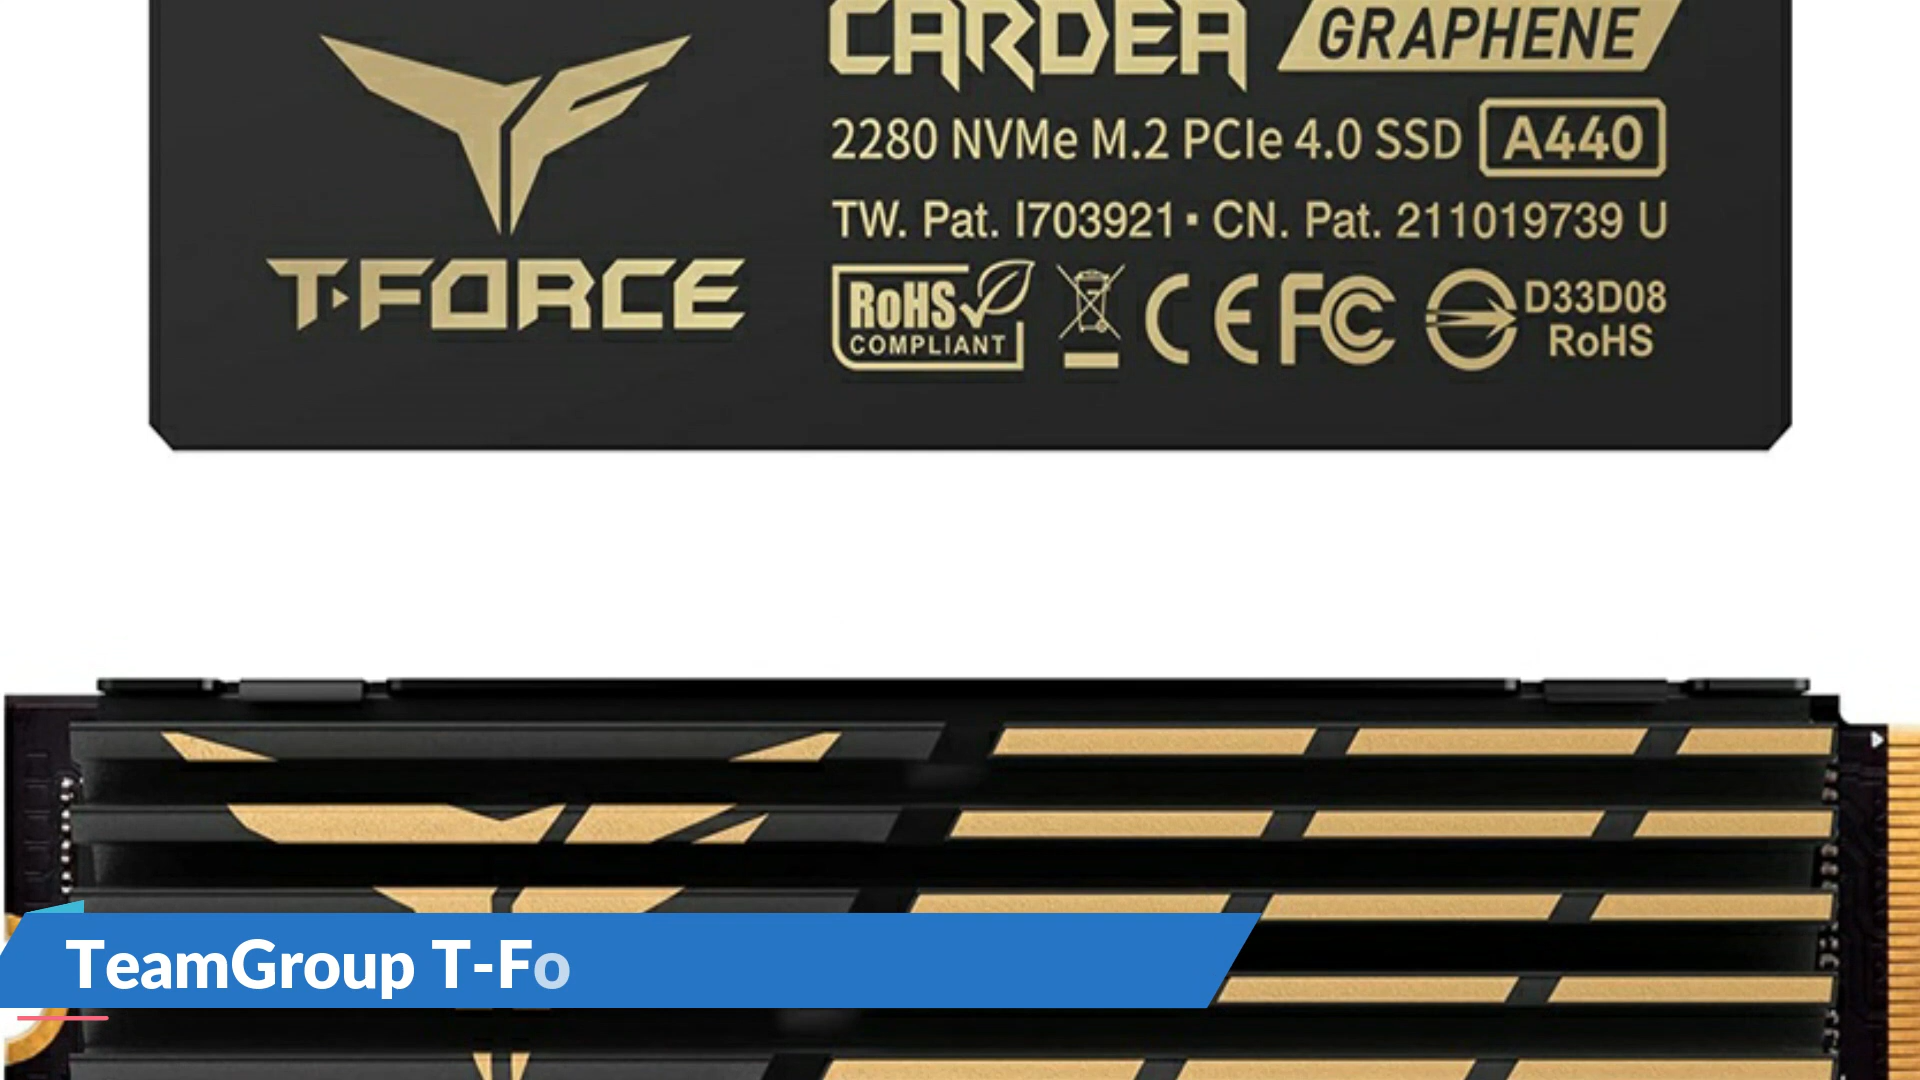 CARDEA GRAPHENE
2280 NVMe M.2 PCIe 4.0 SSD A440
TW. Pat. I703921 · CN. Pat. 211019739 U
T-FORCE
RoHS COMPLIANT CE FC D33D08
RoHS
TeamGroup T-Fo